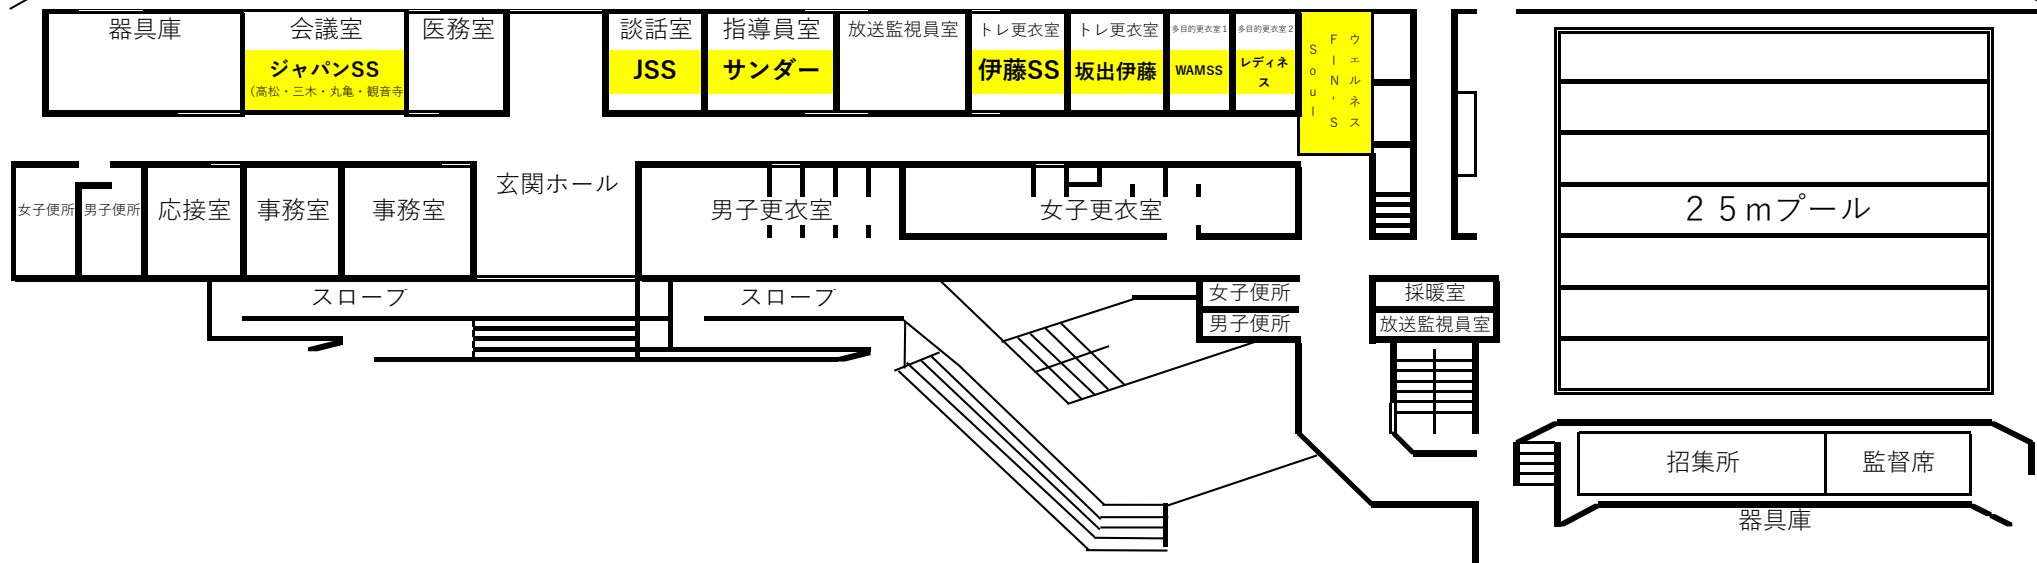 器具庫
会議室
ジャパンSS
(高松・三木・丸亀・観音寺
医務室
談話室
JSS
指導員室
サンダー
放送監視員室
トレ更衣室
伊藤SS
トレ更衣室
坂出伊藤
多目的更衣室1
WAMSS
多目的更衣室2
レディネ
ス
ウェルネス
FIN'S
Soul
女子便所
男子便所
応接室
事務室
事務室
玄関ホール
男子更衣室
女子更衣室
25mプール
スロープ
スロープ
女子便所
男子便所
採暖室
放送監視員室
招集所
監督席
器具庫